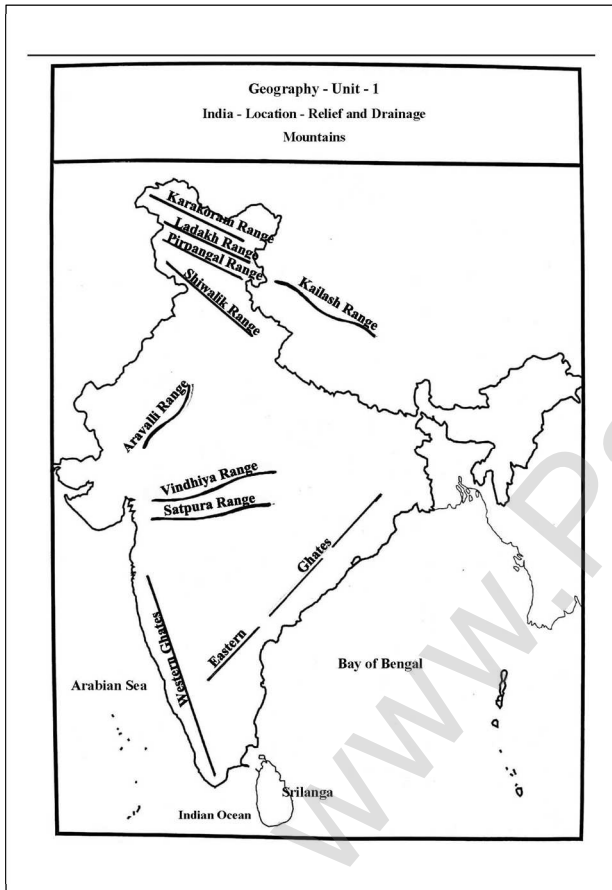 Geography - Unit - 1
India - Location - Relief and Drainage
Mountains
Karakoram Range
Ladakh Range
Pirpangal Range
Shiwalik Range
Kailash Range
Aravalli Range
Vindhiya Range
Satpura Range
Ghates
Eastern
Western Ghates
Bay of Bengal
Arabian Sea
Srilanga
Indian Ocean